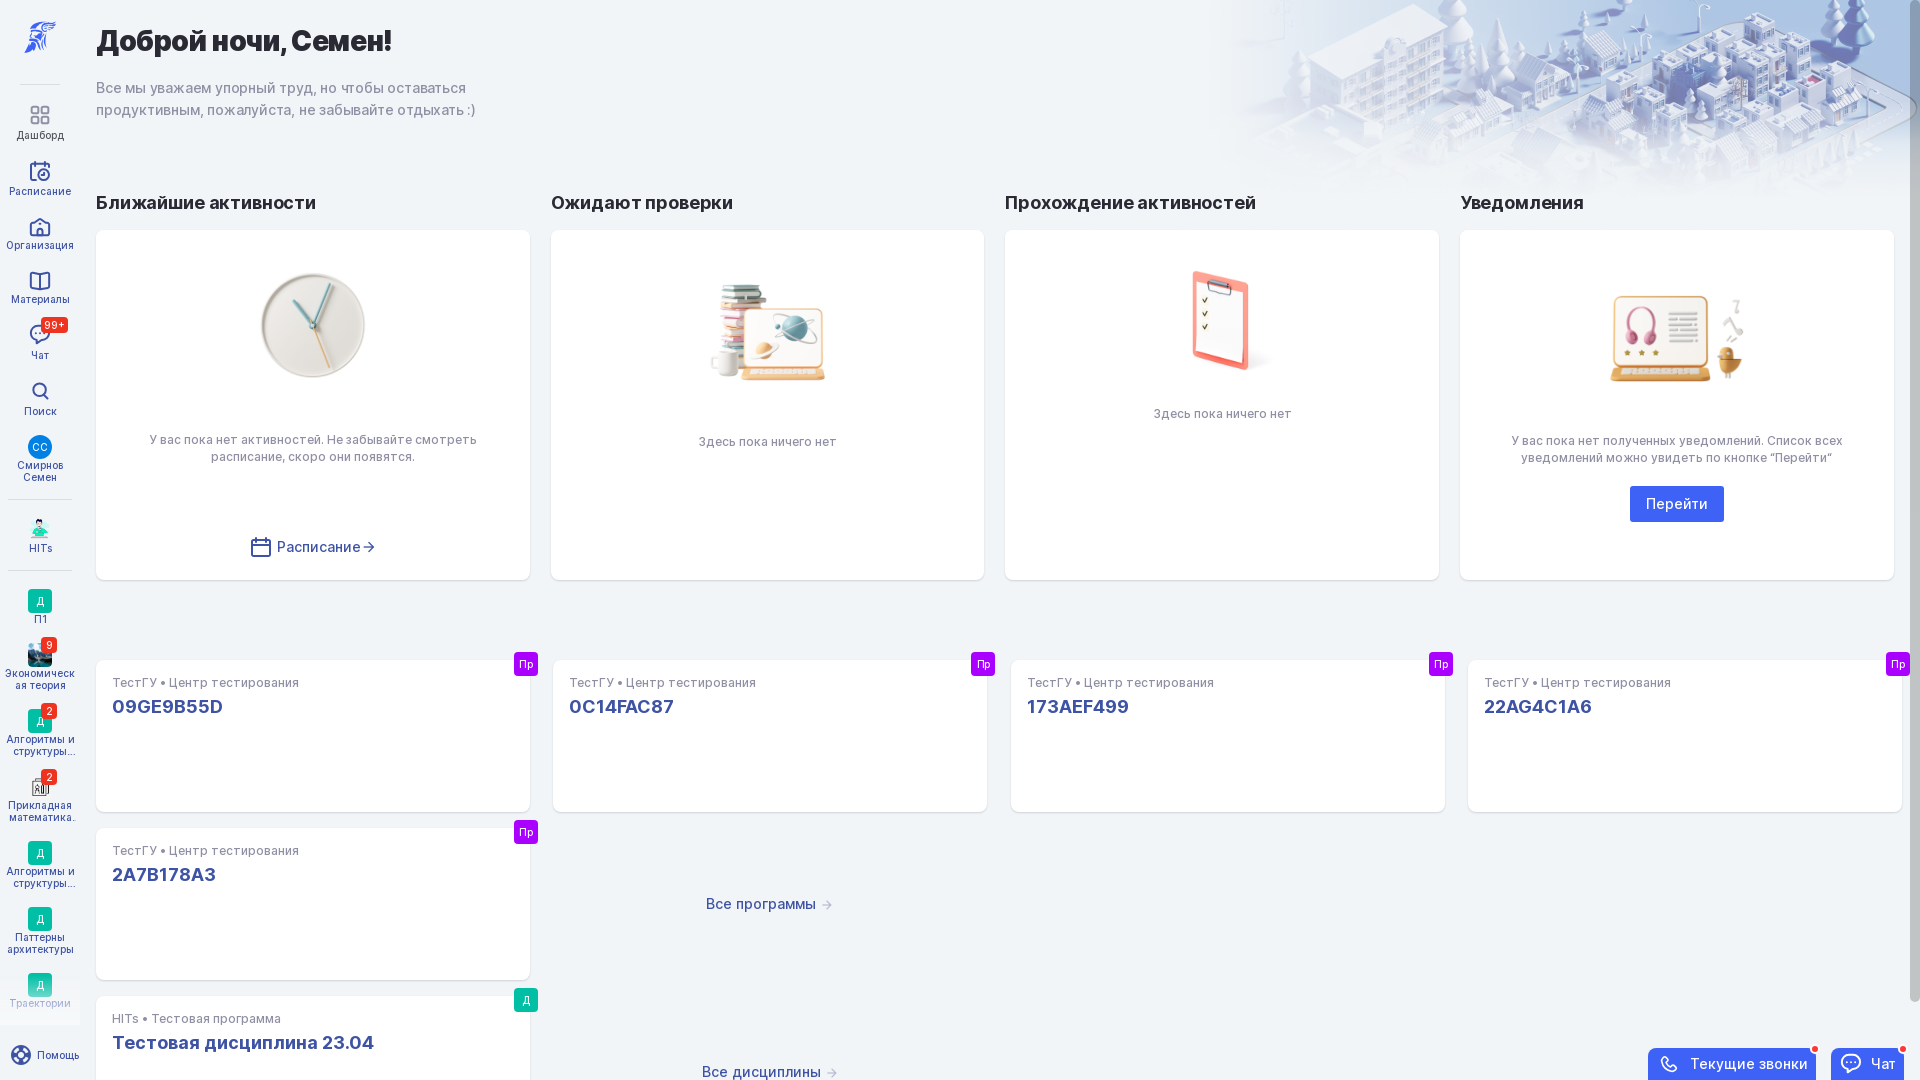 Доброй ночи, Семен!
Все мы уважаем упорный труд, но чтобы оставаться
продуктивным, пожалуйста, не забывайте отдыхать :)
Дашборд
Расписание
Организация
Материалы
99+
Чат
Поиск
СС
Смирнов
Семен
HITs
Д
П1
9
Экономическ
ая теория
2
Д
Алгоритмы и
структуры...
2
Прикладная
математика.
Д
Алгоритмы и
структуры...
Д
Паттерны
архитектуры
Д
Траектории
Помощь
Ближайшие активности
У вас пока нет активностей. Не забывайте смотреть
расписание, скоро они появятся.
Расписание
Ожидают проверки
Здесь пока ничего нет
Прохождение активностей
Здесь пока ничего нет
Уведомления
У вас пока нет полученных уведомлений. Список всех
уведомлений можно увидеть по кнопке “Перейти”
Перейти
Пр
ТестГУ • Центр тестирования
09GE9B55D
Пр
ТестГУ • Центр тестирования
0C14FAC87
Пр
ТестГУ • Центр тестирования
173AEF499
Пр
ТестГУ • Центр тестирования
22AG4C1A6
Пр
ТестГУ • Центр тестирования
2A7B178A3
Все программы
Д
HITs • Тестовая программа
Тестовая дисциплина 23.04
Все дисциплины
Текущие звонки
Чат